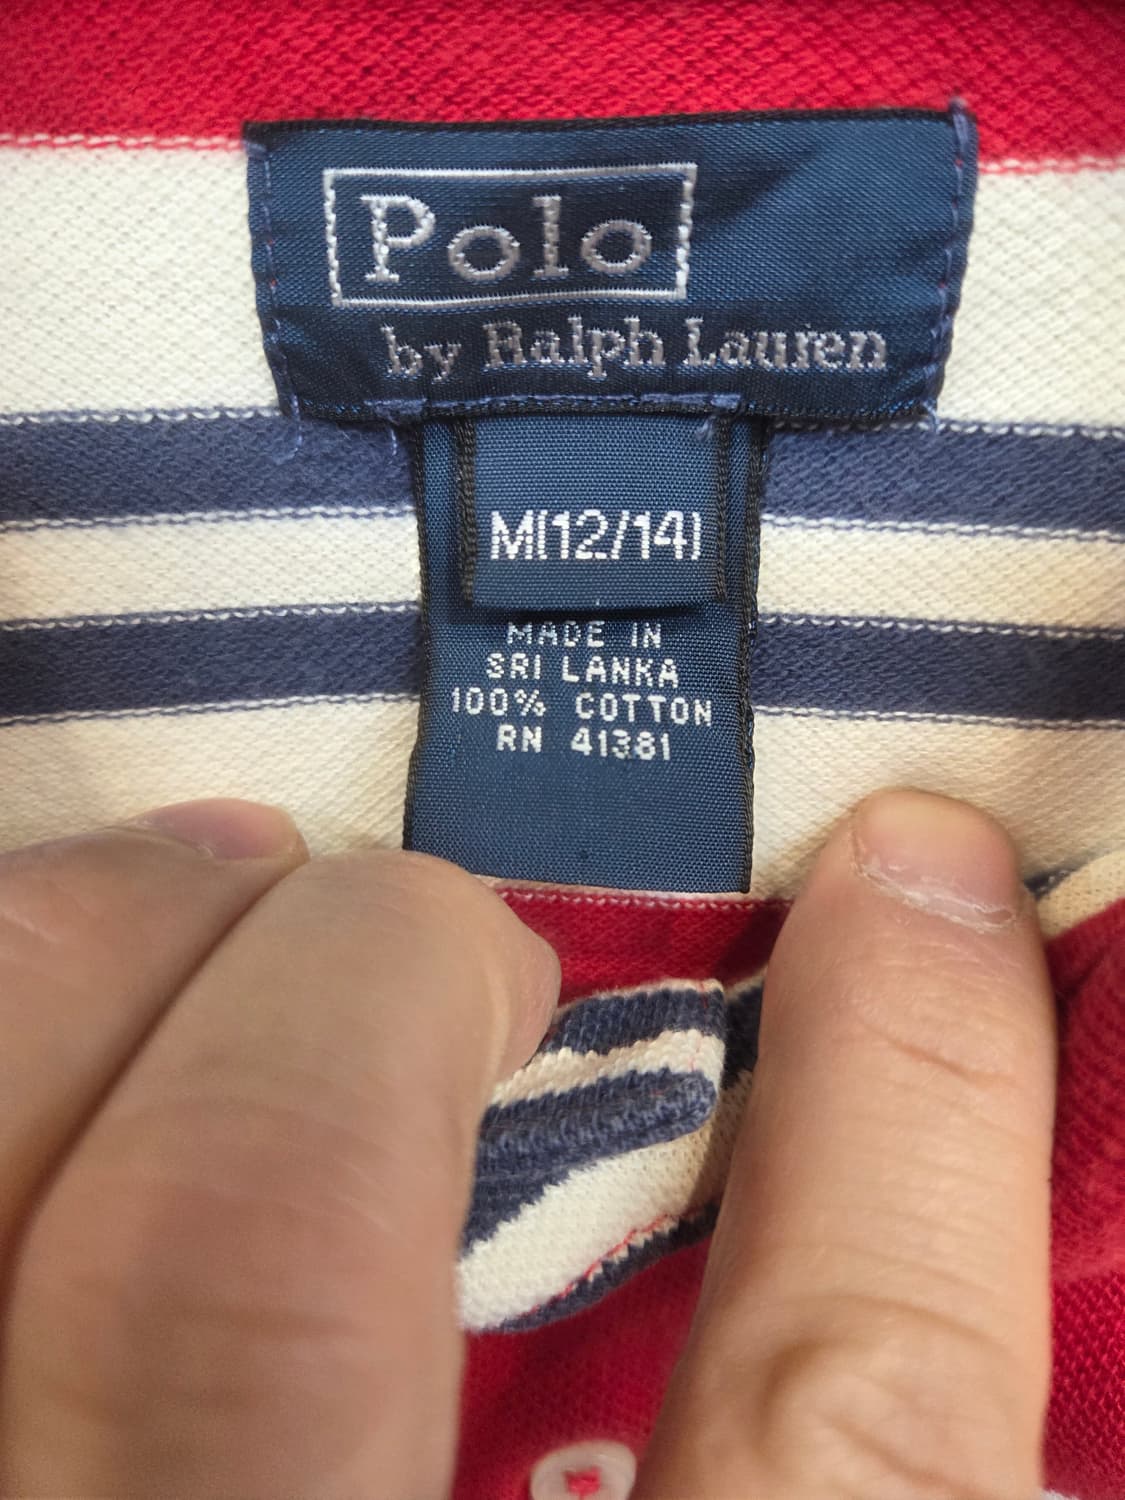 Polo
by Ralph Lauren
M(12/14)
MADE IN
SRI LANKA
100% COTTON
RN 41381